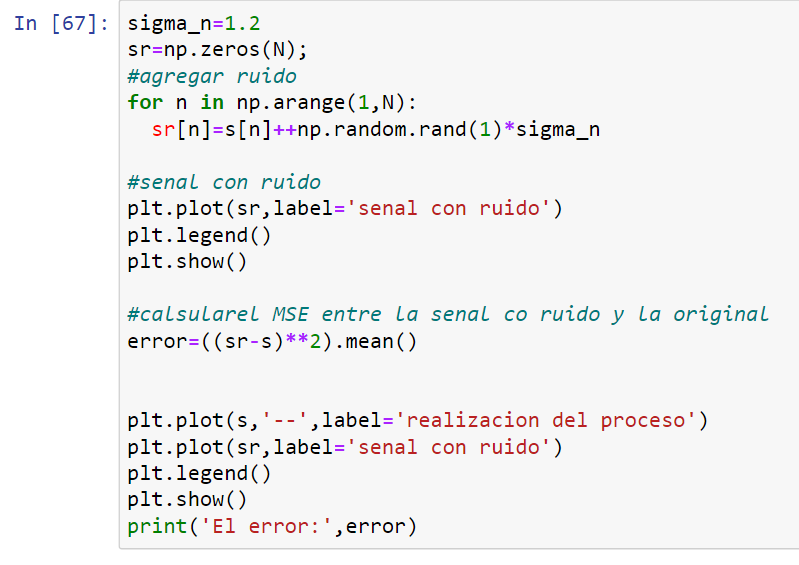 In [67]: sigma_n=1.2
sr=np.zeros(N);
#agregar ruido
for n in np.arange(1,N):
  sr[n]=s[n]++np.random.rand(1)*sigma_n
#senal con ruido
plt.plot(sr,label='senal con ruido')
plt.legend()
plt.show()
#calsularel MSE entre la senal co ruido y la original
error=((sr-s)**2).mean()
plt.plot(s,'--',label='realizacion del proceso')
plt.plot(sr,label='senal con ruido')
plt.legend()
plt.show()
print('El error:',error)